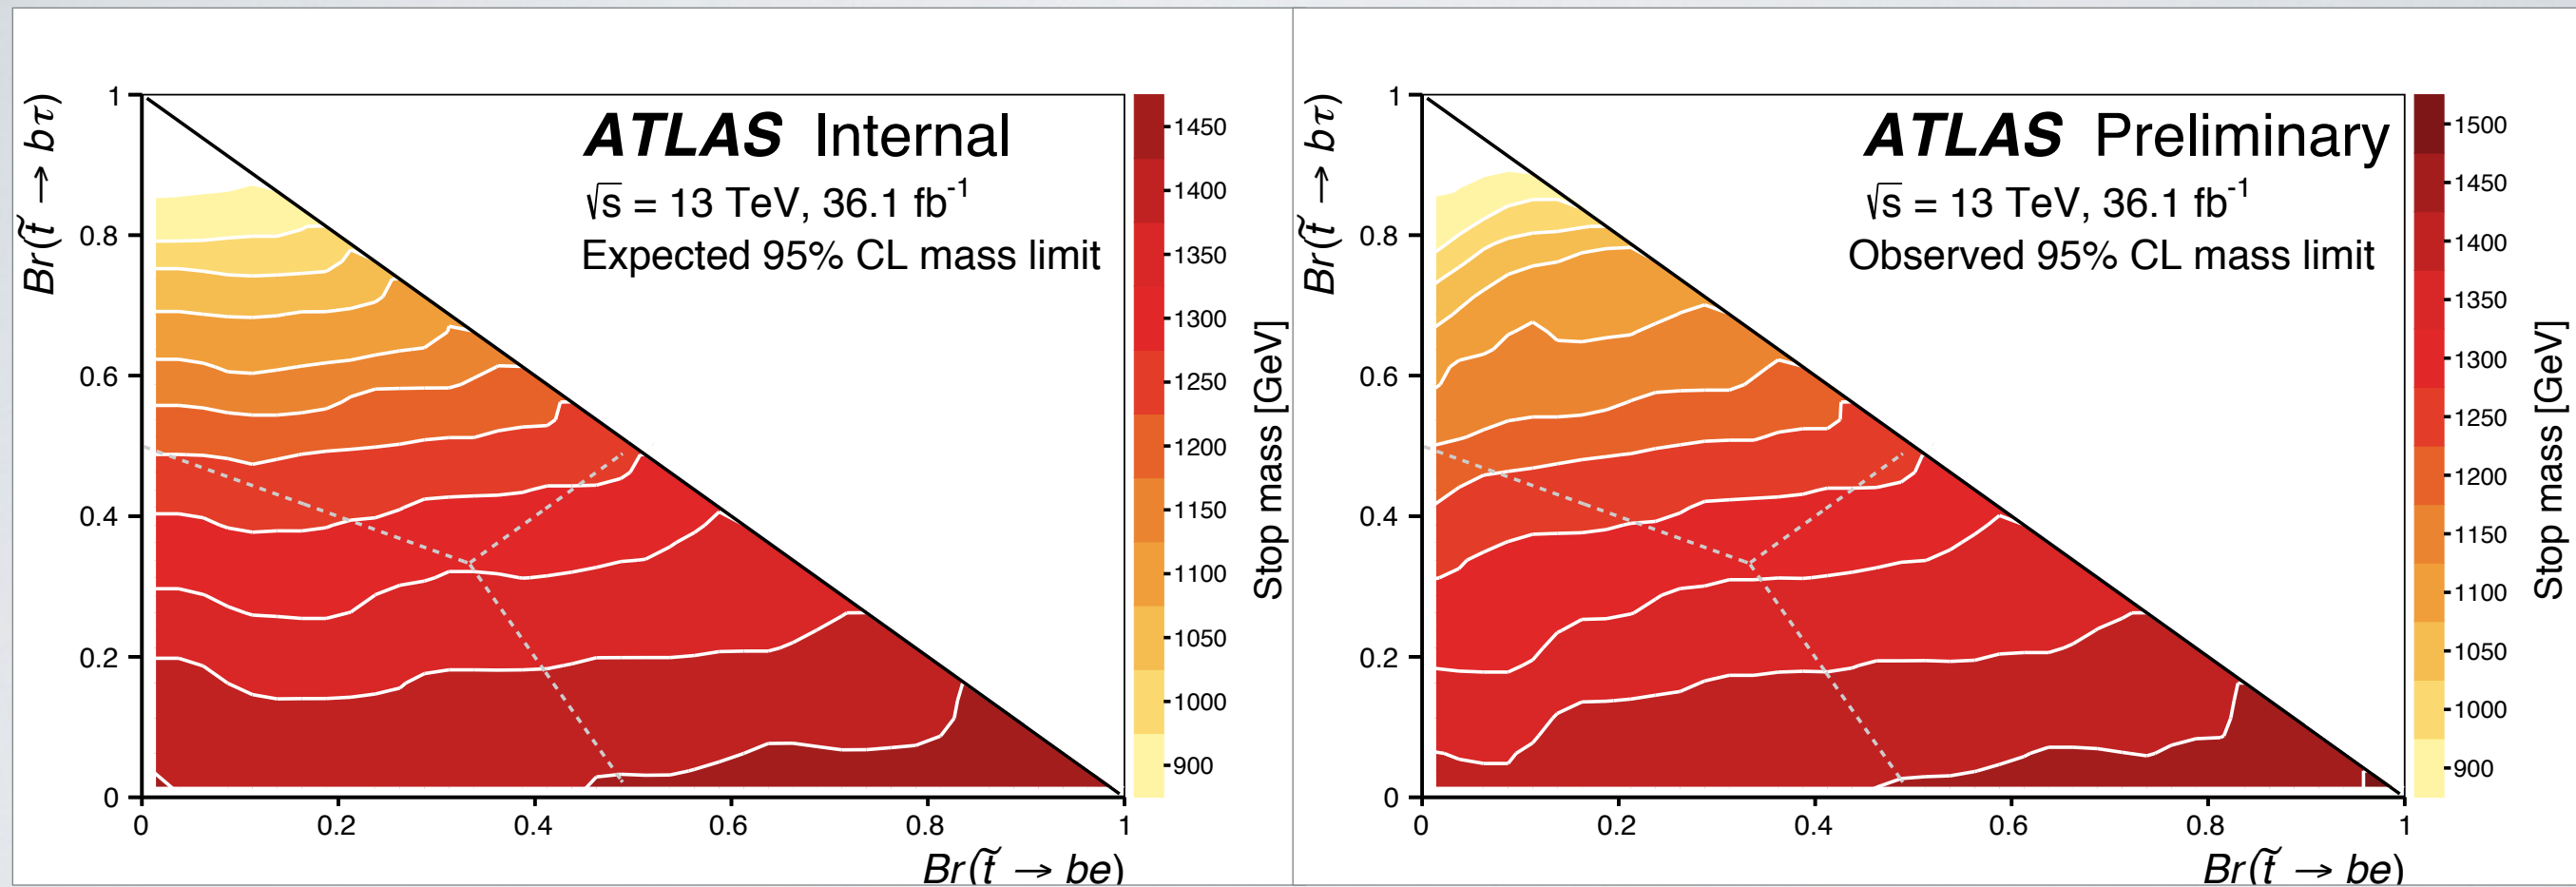 ATLAS Internal
√s = 13 TeV, 36.1 fb⁻¹
Expected 95% CL mass limit
Br(t̃ → bτ)
1
0.8
0.6
0.4
0.2
0
0 0.2 0.4 0.6 0.8 1
Br(t̃ → be)
1450
1400
1350
1300
1250
1200
1150
1100
1050
1000
900
Stop mass [GeV]
ATLAS Preliminary
√s = 13 TeV, 36.1 fb⁻¹
Observed 95% CL mass limit
Br(t̃ → bτ)
1
0.8
0.6
0.4
0.2
0
0 0.2 0.4 0.6 0.8 1
Br(t̃ → be)
1500
1450
1400
1350
1300
1250
1200
1150
1100
1050
1000
900
Stop mass [GeV]